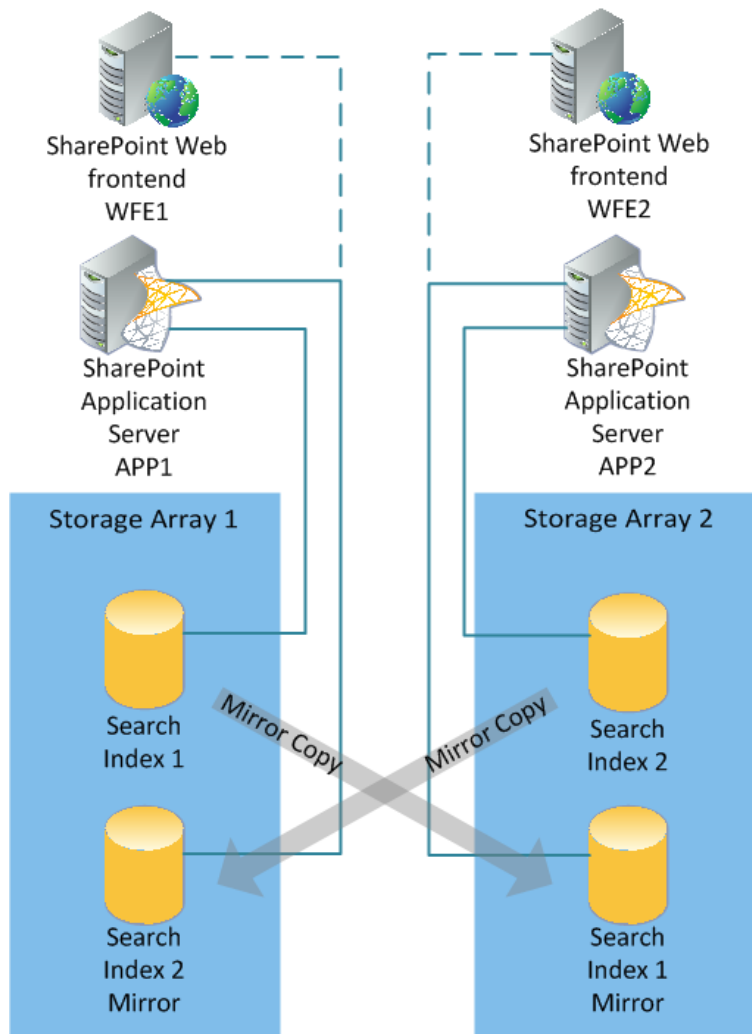 SharePoint Web
frontend
WFE1
SharePoint Web
frontend
WFE2
SharePoint
Application
Server
APP1
SharePoint
Application
Server
APP2
Storage Array 1
Storage Array 2
Search
Index 1
Mirror Copy
Mirror Copy
Search
Index 2
Search
Index 2
Mirror
Search
Index 1
Mirror